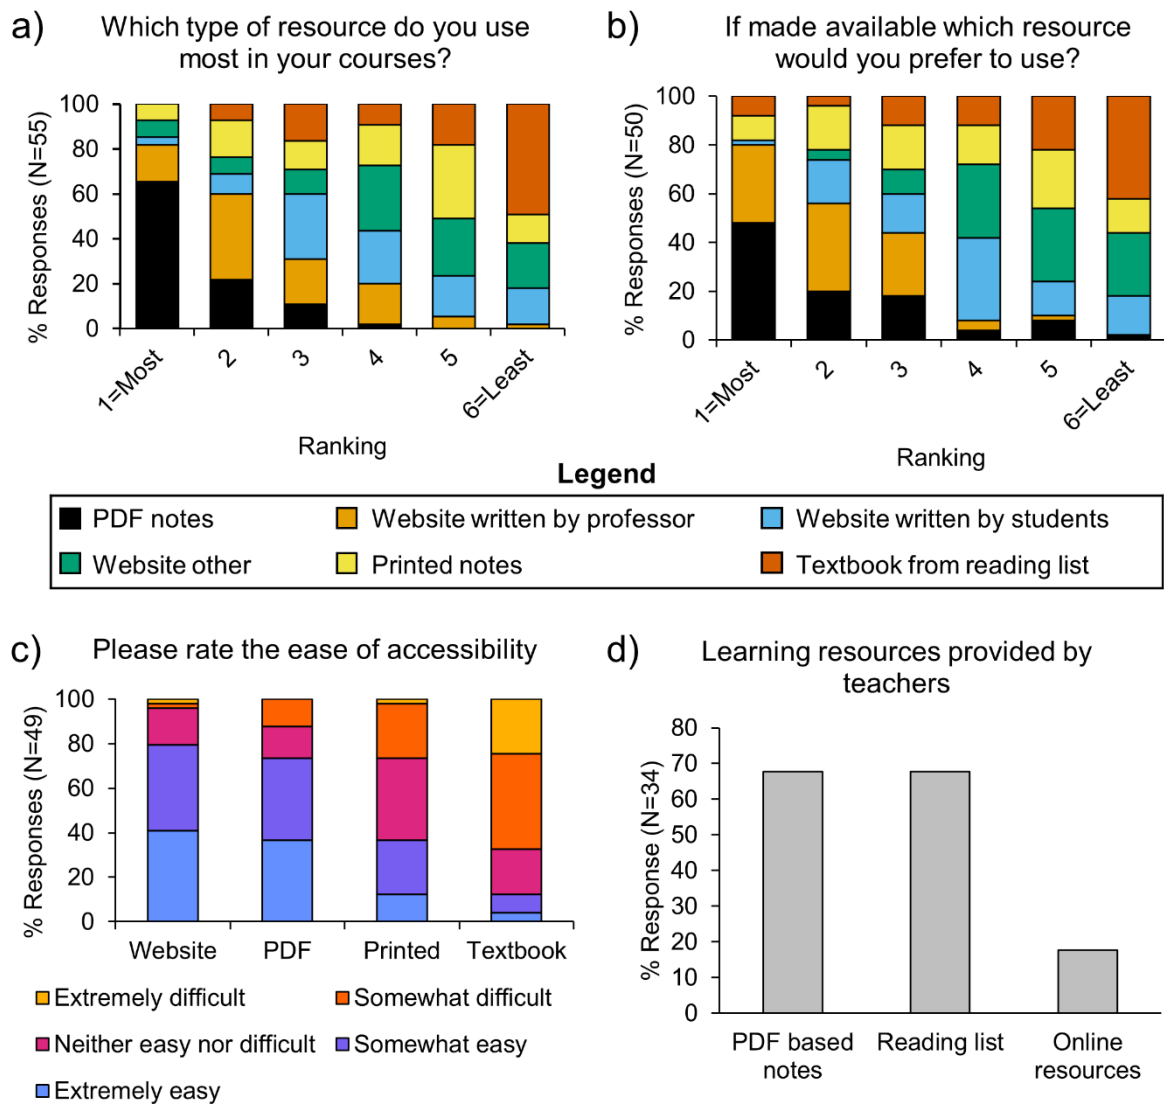 a)
Which type of resource do you use
most in your courses?
% Responses (N=55)
100
80
60
40
20
0
1=Most
2
3
4
5
6=Least
Ranking
b)
If made available which resource
would you prefer to use?
% Responses (N=50)
100
80
60
40
20
0
1=Most
2
3
4
5
6=Least
Ranking
Legend
PDF notes
Website written by professor
Website written by students
Website other
Printed notes
Textbook from reading list
c)
Please rate the ease of accessibility
% Responses (N=49)
100
80
60
40
20
0
Website
PDF
Printed
Textbook
Extremely difficult
Somewhat difficult
Neither easy nor difficult
Somewhat easy
Extremely easy
d)
Learning resources provided by
teachers
% Response (N=34)
80
70
60
50
40
30
20
10
0
PDF based
notes
Reading list
Online
resources